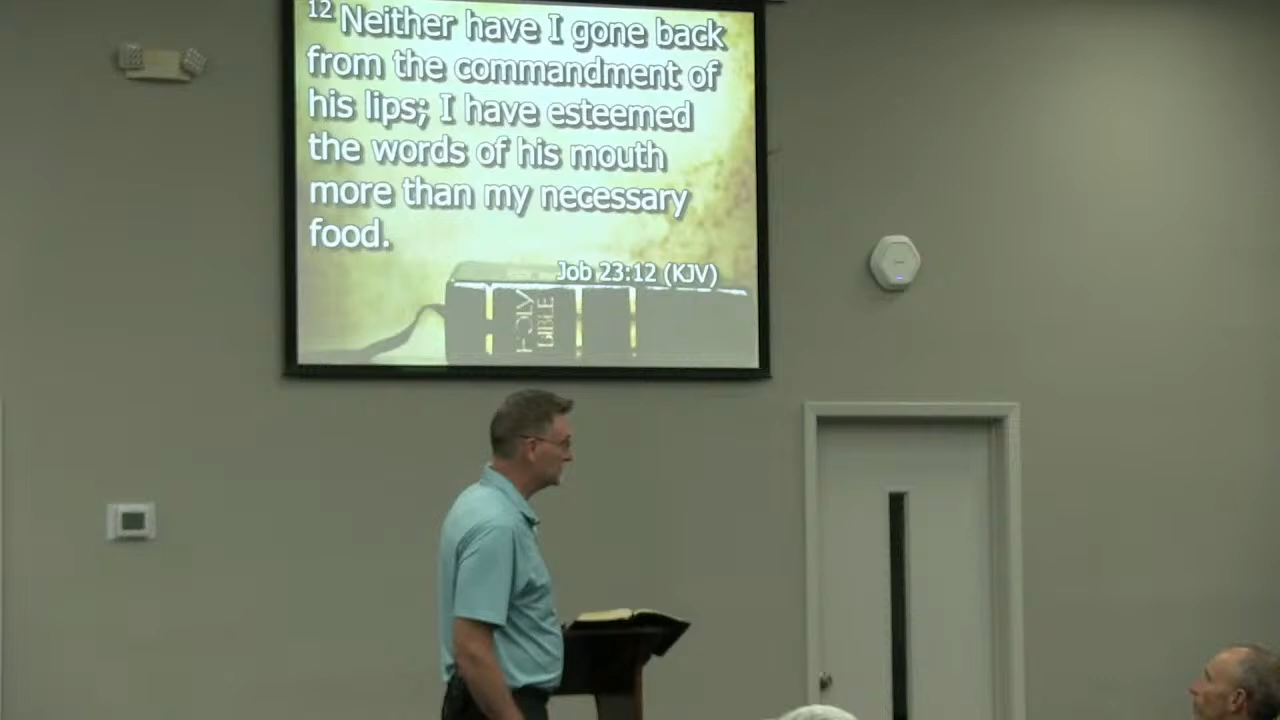 12 Neither have I gone back
from the commandment of
his lips; I have esteemed
the words of his mouth
more than my necessary
food.
Job 23:12 (KJV)
HOLY
BIBLE